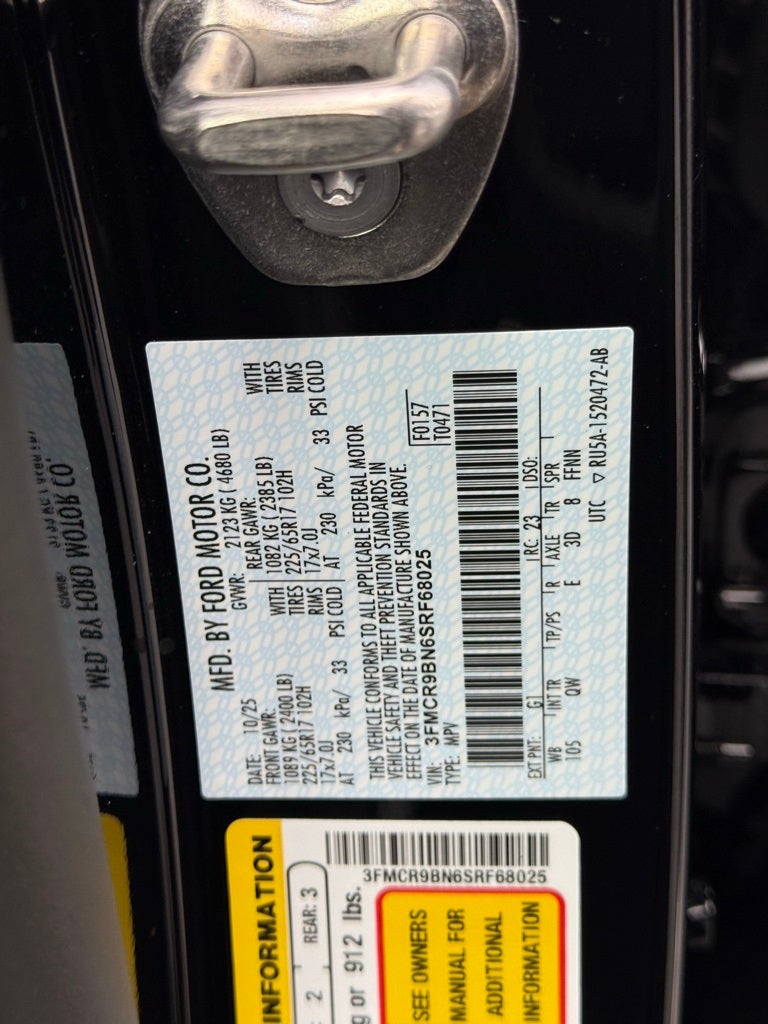 MFD. BY FORD MOTOR CO.
DATE: 10/25 GVWR: 2123 KG ( 4680 LB)
FRONT GAWR: REAR GAWR:
1089 KG ( 2400 LB) WITH 1082 KG ( 2385 LB) WITH
225/65R17 102H TIRES 225/65R17 102H TIRES
17x7.0J RIMS 17x7.0J RIMS
AT 230 kPa/ 33 PSI COLD AT 230 kPa/ 33 PSI COLD
THIS VEHICLE CONFORMS TO ALL APPLICABLE FEDERAL MOTOR
VEHICLE SAFETY AND THEFT PREVENTION STANDARDS IN
EFFECT ON THE DATE OF MANUFACTURE SHOWN ABOVE.
VIN: 3FMCR9BN6SRF68025 F0157
TYPE: MPV T0471
EXT PNT: G1 RC: 23 DSO:
WB INT TR TP/PS R AXLE TR SPR
105 QW E 3D 8 FFNN
UTC ▽ RU5A-1520472-AB
INFORMATION
2 REAR: 3
g or 912 lbs.
3FMCR9BN6SRF68025
SEE OWNERS
MANUAL FOR
ADDITIONAL
INFORMATION